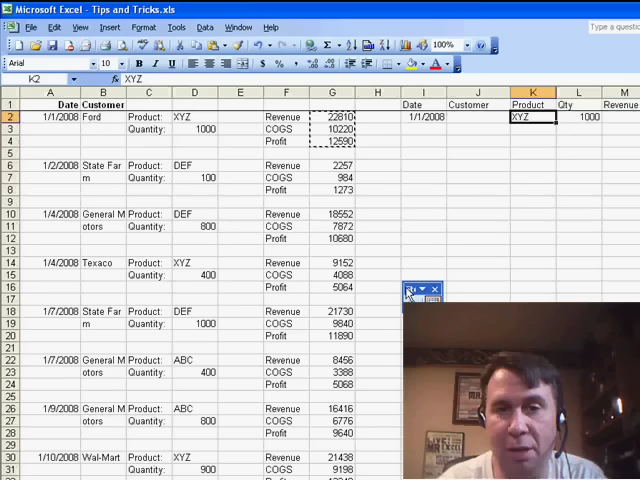 Microsoft Excel - Tips and Tricks.xls
File Edit View Insert Format Tools Data Window Help Type a question
100%
Arial 10 B I U $ % ,
K2 fx XYZ
A B C D E F G H I J K L M
1 Date Customer Date Customer Product Qty Revenue
2 1/1/2008 Ford Product: XYZ Revenue 22810 1/1/2008 XYZ 1000
3 Quantity: 1000 COGS 10220
4 Profit 12590
5
6 1/2/2008 State Far Product: DEF Revenue 2257
7 m Quantity: 100 COGS 984
8 Profit 1273
9
10 1/4/2008 General M Product: DEF Revenue 18552
11 otors Quantity: 800 COGS 7872
12 Profit 10680
13
14 1/4/2008 Texaco Product: XYZ Revenue 9152
15 Quantity: 400 COGS 4088
16 Profit 5064
17
18 1/7/2008 State Far Product: DEF Revenue 21730
19 m Quantity: 1000 COGS 9840
20 Profit 11890
21
22 1/7/2008 General M Product: ABC Revenue 8456
23 otors Quantity: 400 COGS 3388
24 Profit 5068
25
26 1/9/2008 General M Product: ABC Revenue 16416
27 otors Quantity: 800 COGS 6776
28 Profit 9640
29
30 1/10/2008 Wal-Mart Product: XYZ Revenue 21438
31 Quantity: 900 COGS 9198